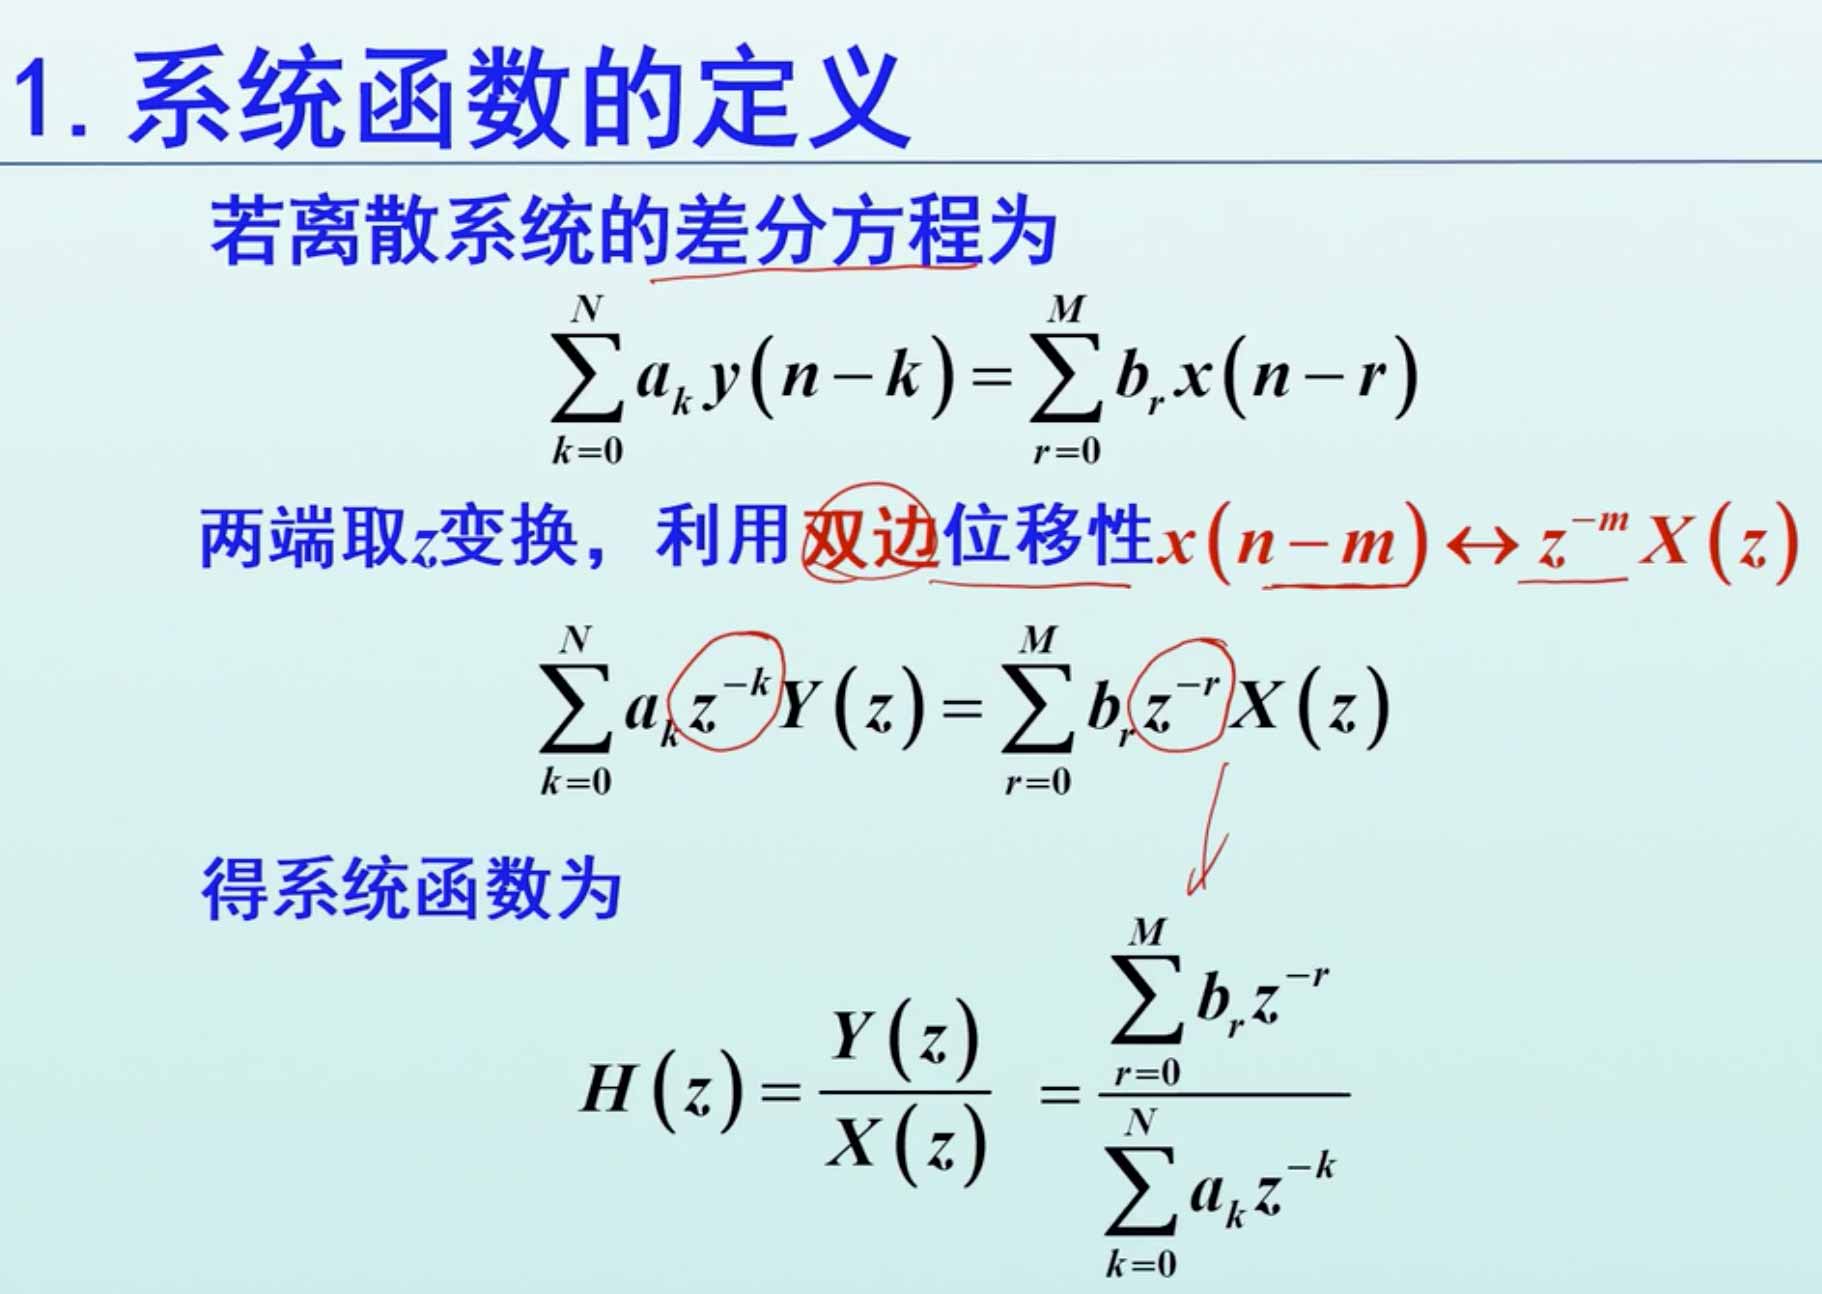 1. 系统函数的定义
若离散系统的差分方程为
\sum_{k=0}^{N} a_k y(n-k) = \sum_{r=0}^{M} b_r x(n-r)
两端取z变换，利用双边位移性x(n-m)↔z^{-m}X(z)
\sum_{k=0}^{N} a_k z^{-k} Y(z) = \sum_{r=0}^{M} b_r z^{-r} X(z)
得系统函数为
H(z) = \frac{Y(z)}{X(z)} = \frac{\sum_{r=0}^{M} b_r z^{-r}}{\sum_{k=0}^{N} a_k z^{-k}}